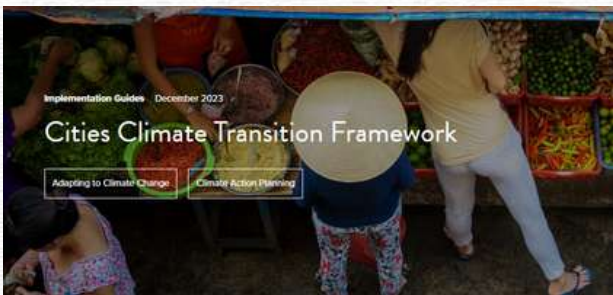 Implementation Guides December 2023
Cities Climate Transition Framework
Adapting to Climate Change Climate Action Planning